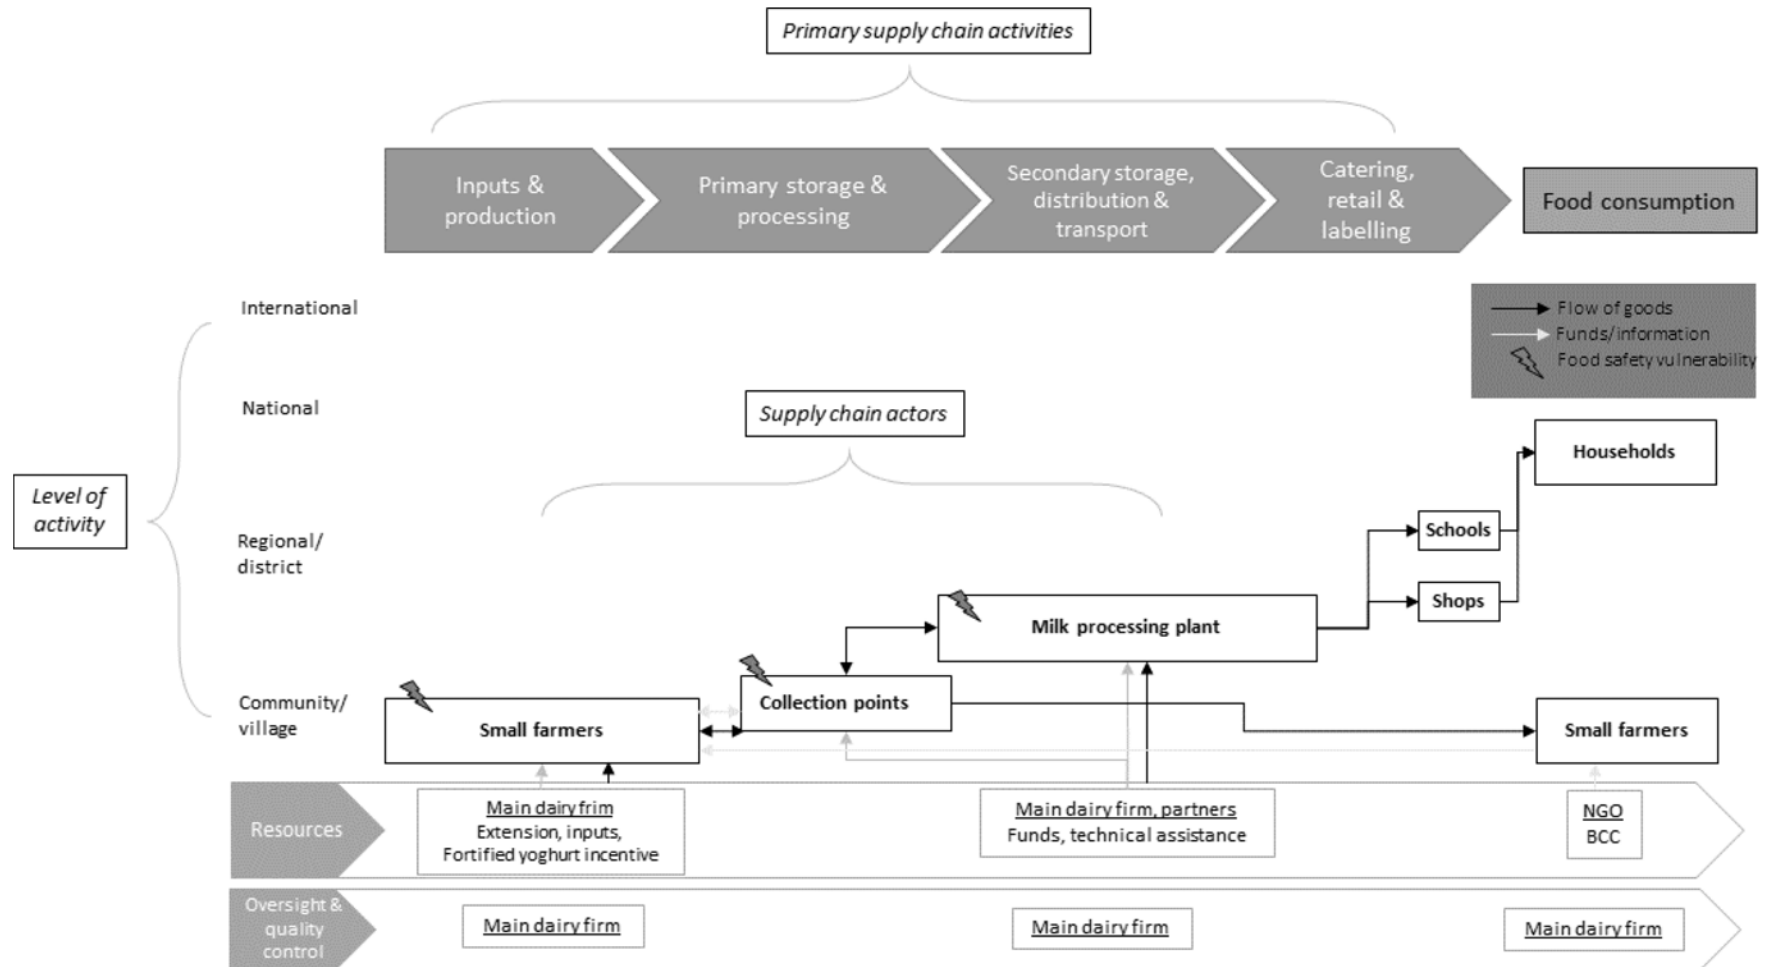 Primary supply chain activities
Inputs &
production
Primary storage &
processing
Secondary storage,
distribution &
transport
Catering,
retail &
labelling
Food consumption
International
Flow of goods
Funds/information
Food safety vulnerability
National
Supply chain actors
Households
Level of
activity
Regional/
district
Schools
Shops
Milk processing plant
Community/
village
Collection points
Small farmers
Small farmers
Resources
Main dairy frim
Extension, inputs,
Fortified yoghurt incentive
Main dairy firm, partners
Funds, technical assistance
NGO
BCC
Oversight &
quality
control
Main dairy firm
Main dairy firm
Main dairy firm